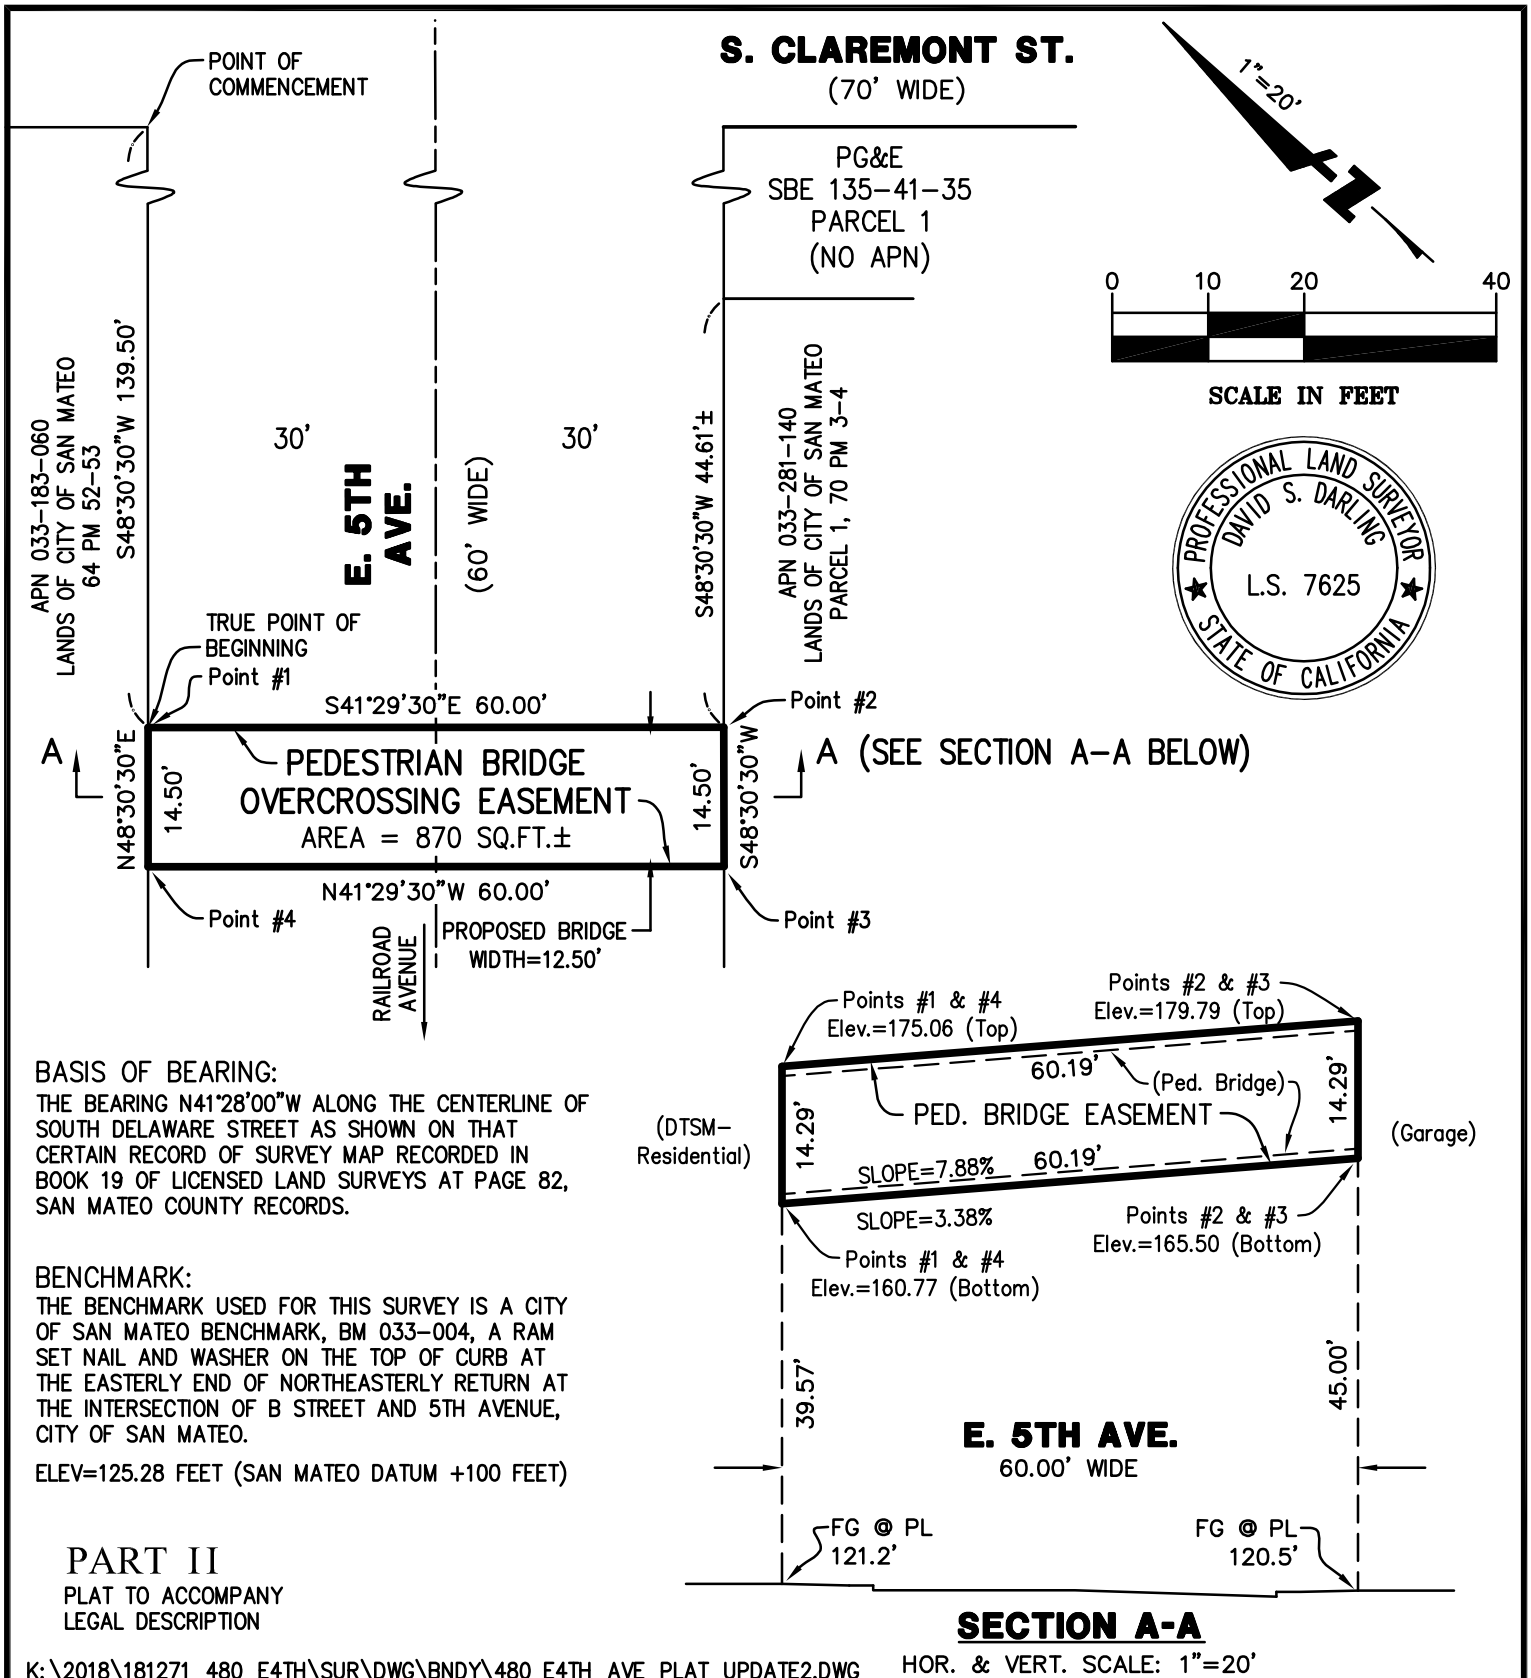 POINT OF
COMMENCEMENT
S. CLAREMONT ST.
(70' WIDE)
1"=20'
Z
PG&E
SBE 135-41-35
PARCEL 1
(NO APN)
0 10 20 40
SCALE IN FEET
PROFESSIONAL LAND SURVEYOR
DAVID S. DARLING
L.S. 7625
STATE OF CALIFORNIA
APN 033-183-060
LANDS OF CITY OF SAN MATEO
64 PM 52-53
S48°30'30"W 139.50'
30'
30'
E. 5TH
AVE.
(60' WIDE)
S48°30'30"W 44.61'±
APN 033-281-140
LANDS OF CITY OF SAN MATEO
PARCEL 1, 70 PM 3-4
TRUE POINT OF
BEGINNING
Point #1
S41°29'30"E 60.00'
Point #2
A
N48°30'30"E
14.50'
PEDESTRIAN BRIDGE
OVERCROSSING EASEMENT
AREA = 870 SQ.FT.±
14.50'
S48°30'30"W
A (SEE SECTION A-A BELOW)
N41°29'30"W 60.00'
Point #4
Point #3
RAILROAD
AVENUE
PROPOSED BRIDGE
WIDTH=12.50'
BASIS OF BEARING:
THE BEARING N41°28'00"W ALONG THE CENTERLINE OF
SOUTH DELAWARE STREET AS SHOWN ON THAT
CERTAIN RECORD OF SURVEY MAP RECORDED IN
BOOK 19 OF LICENSED LAND SURVEYS AT PAGE 82,
SAN MATEO COUNTY RECORDS.
BENCHMARK:
THE BENCHMARK USED FOR THIS SURVEY IS A CITY
OF SAN MATEO BENCHMARK, BM 033-004, A RAM
SET NAIL AND WASHER ON THE TOP OF CURB AT
THE EASTERLY END OF NORTHEASTERLY RETURN AT
THE INTERSECTION OF B STREET AND 5TH AVENUE,
CITY OF SAN MATEO.
ELEV=125.28 FEET (SAN MATEO DATUM +100 FEET)
PART II
PLAT TO ACCOMPANY
LEGAL DESCRIPTION
Points #1 & #4
Elev.=175.06 (Top)
Points #2 & #3
Elev.=179.79 (Top)
60.19'
(Ped. Bridge)
PED. BRIDGE EASEMENT
14.29'
14.29'
(DTSM-
Residential)
(Garage)
SLOPE=7.88%
60.19'
SLOPE=3.38%
Points #1 & #4
Elev.=160.77 (Bottom)
Points #2 & #3
Elev.=165.50 (Bottom)
39.57'
45.00'
E. 5TH AVE.
60.00' WIDE
FG @ PL
121.2'
FG @ PL
120.5'
SECTION A-A
HOR. & VERT. SCALE: 1"=20'
K:\2018\181271_480_E4TH\SUR\DWG\BNDY\480_E4TH_AVE_PLAT_UPDATE2.DWG